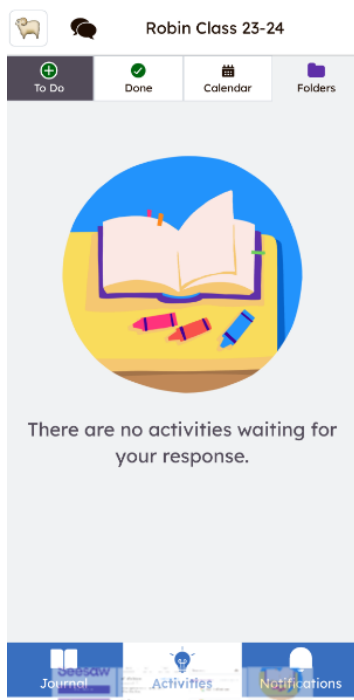 Robin Class 23-24
To Do
Done
Calendar
Folders
There are no activities waiting for
your response.
Seesaw
Journal
Activities
Notifications